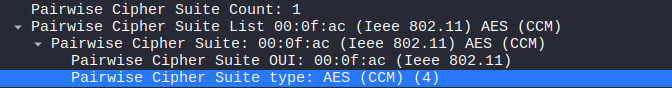 Pairwise Cipher Suite Count: 1
Pairwise Cipher Suite List 00:0f:ac (Ieee 802.11) AES (CCM)
Pairwise Cipher Suite: 00:0f:ac (Ieee 802.11) AES (CCM)
Pairwise Cipher Suite OUI: 00:0f:ac (Ieee 802.11)
Pairwise Cipher Suite type: AES (CCM) (4)